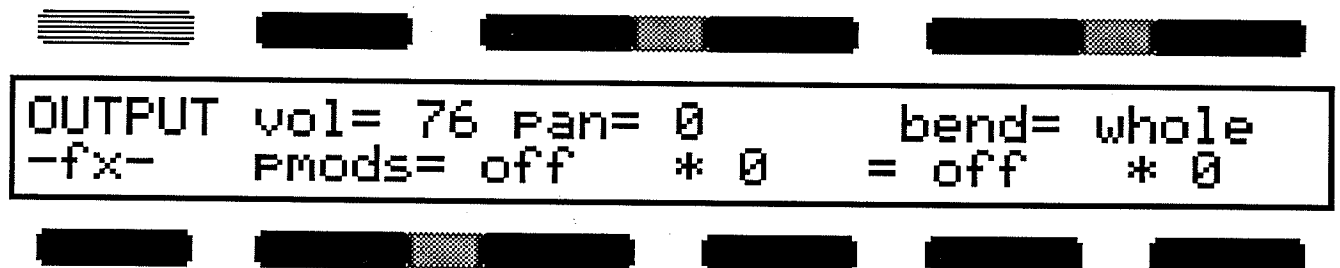 OUTPUT vol= 76 pan= 0 bend= whole
-fx- pmods= off * 0 = off * 0